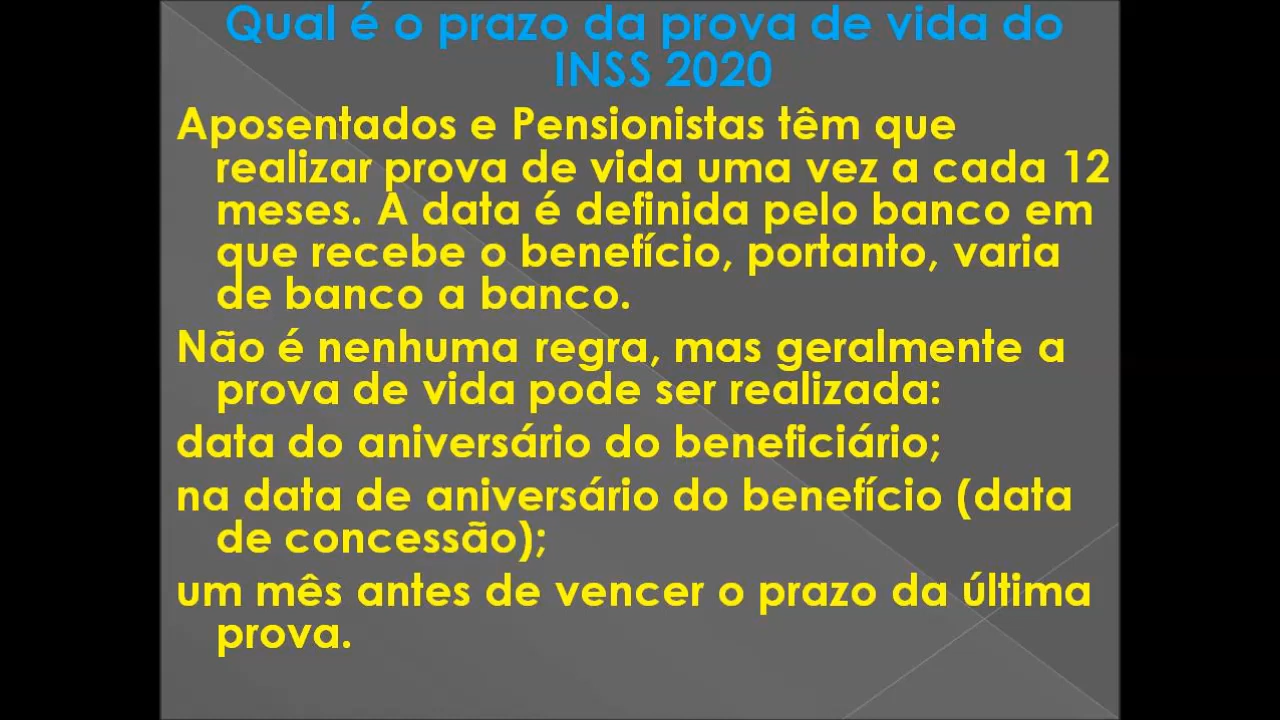 Qual é o prazo da prova de vida do
INSS 2020
Aposentados e Pensionistas têm que
realizar prova de vida uma vez a cada 12
meses. A data é definida pelo banco em
que recebe o benefício, portanto, varia
de banco a banco.
Não é nenhuma regra, mas geralmente a
prova de vida pode ser realizada:
data do aniversário do beneficiário;
na data de aniversário do benefício (data
de concessão);
um mês antes de vencer o prazo da última
prova.